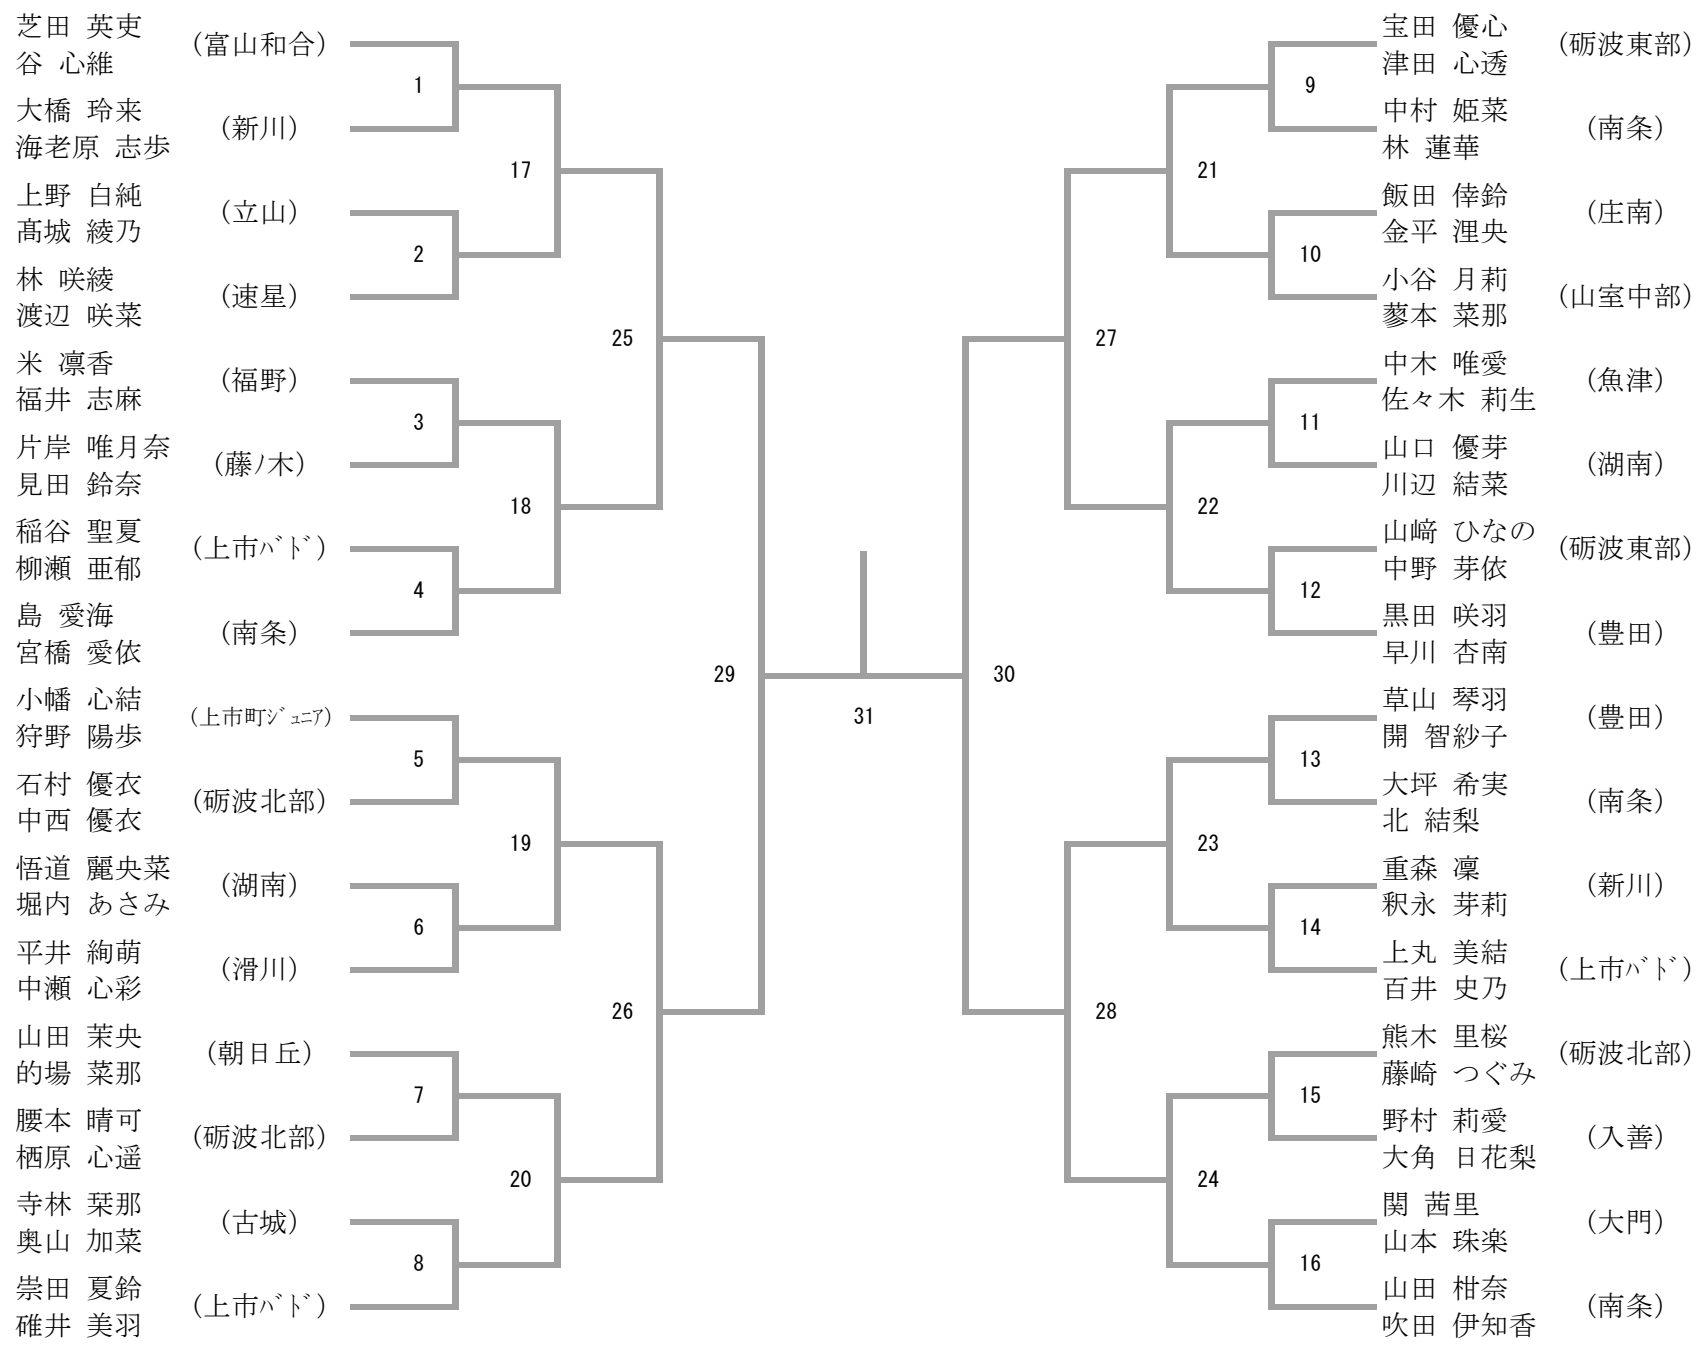 芝田 英吏
谷 心維
(富山和合)
1
大橋 玲来
海老原 志歩
(新川)
17
上野 白純
髙城 綾乃
(立山)
2
林 咲綾
渡辺 咲菜
(速星)
25
米 凛香
福井 志麻
(福野)
3
片岸 唯月奈
見田 鈴奈
(藤ﾉ木)
18
稲谷 聖夏
柳瀬 亜郁
(上市ﾊﾞﾄﾞ)
4
島 愛海
宮橋 愛依
(南条)
29
小幡 心結
狩野 陽歩
(上市町ｼﾞｭﾆｱ)
5
石村 優衣
中西 優衣
(砺波北部)
19
悟道 麗央菜
堀内 あさみ
(湖南)
6
平井 絢萌
中瀬 心彩
(滑川)
26
山田 茉央
的場 菜那
(朝日丘)
7
腰本 晴可
栖原 心遥
(砺波北部)
20
寺林 栞那
奥山 加菜
(古城)
8
崇田 夏鈴
碓井 美羽
(上市ﾊﾞﾄﾞ)
31
宝田 優心
津田 心透
(砺波東部)
9
中村 姫菜
林 蓮華
(南条)
21
飯田 倖鈴
金平 浬央
(庄南)
10
小谷 月莉
蓼本 菜那
(山室中部)
27
中木 唯愛
佐々木 莉生
(魚津)
11
山口 優芽
川辺 結菜
(湖南)
22
山﨑 ひなの
中野 芽依
(砺波東部)
12
黒田 咲羽
早川 杏南
(豊田)
30
草山 琴羽
開 智紗子
(豊田)
13
大坪 希実
北 結梨
(南条)
23
重森 凜
釈永 芽莉
(新川)
14
上丸 美結
百井 史乃
(上市ﾊﾞﾄﾞ)
28
熊木 里桜
藤崎 つぐみ
(砺波北部)
15
野村 莉愛
大角 日花梨
(入善)
24
関 茜里
山本 珠楽
(大門)
16
山田 柑奈
吹田 伊知香
(南条)